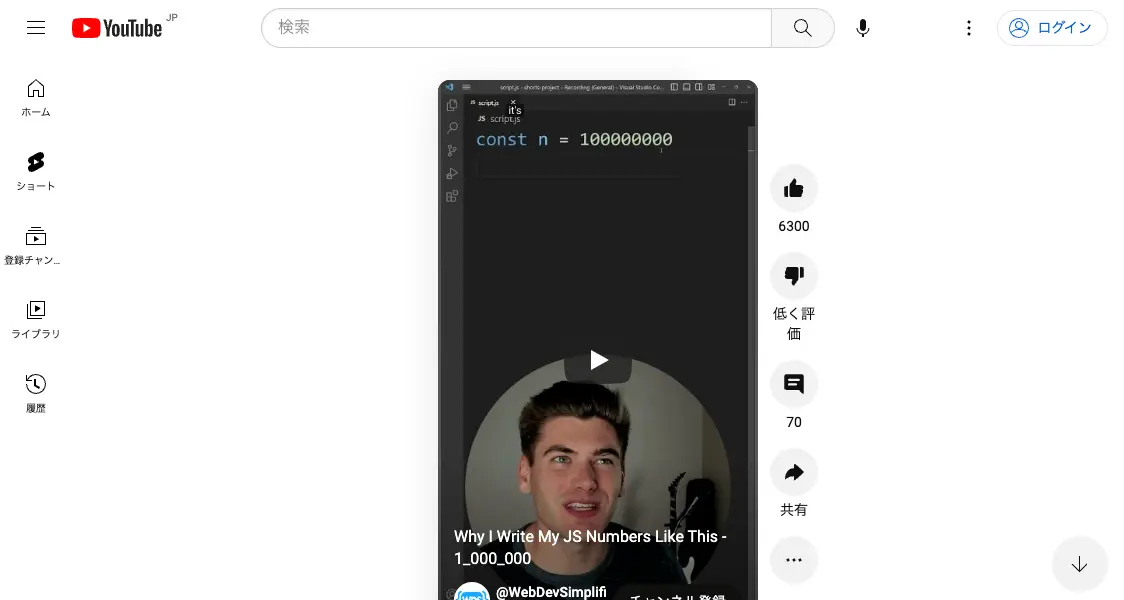 YouTube JP
検索
ログイン
ホーム
ショート
登録チャン...
ライブラリ
履歴
script.js - shorts-project - Recording (General) - Visual Studio Co...
JS script.js
it's
JS script.js
const n = 100000000
6300
低く評
価
70
共有
Why I Write My JS Numbers Like This -
1_000_000
WDS
@WebDevSimplifi
チャンネル登録